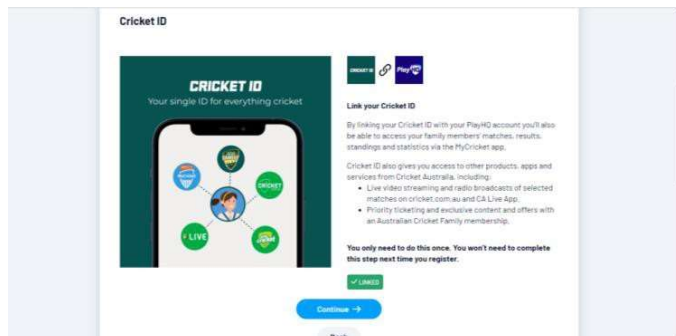 Cricket ID
CRICKET ID
Your single ID for everything cricket
CRICKET
LIVE
CRICKET ID
PlayHQ
Link your Cricket ID
By linking your Cricket ID with your PlayHQ account you'll also
be able to access your family members' matches, results,
standings and statistics via the MyCricket app.
Cricket ID also gives you access to other products, apps and
services from Cricket Australia, including:
• Live video streaming and radio broadcasts of selected
matches on cricket.com.au and CA Live App.
• Priority ticketing and exclusive content and offers with
an Australian Cricket Family membership.
You only need to do this once. You won't need to complete
this step next time you register.
✓ LINKED
Continue →